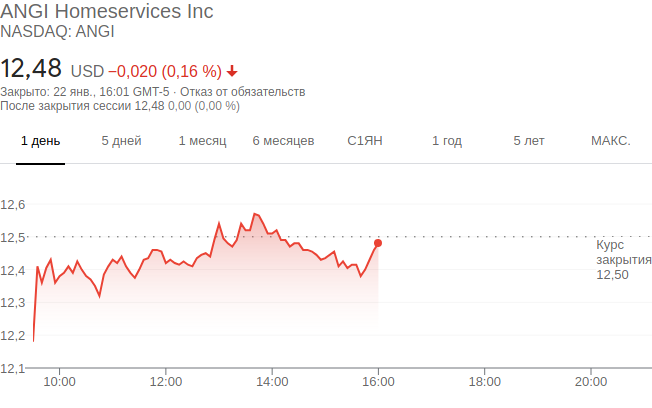 ANGI Homeservices Inc
NASDAQ: ANGI
12,48 USD −0,020 (0,16 %)
Закрыто: 22 янв., 16:01 GMT-5 · Отказ от обязательств
После закрытия сессии 12,48 0,00 (0,00 %)
1 день 5 дней 1 месяц 6 месяцев С1ЯН 1 год 5 лет МАКС.
12,6
12,5
12,4
12,3
12,2
12,1
Курс
закрытия
12,50
10:00 12:00 14:00 16:00 18:00 20:00